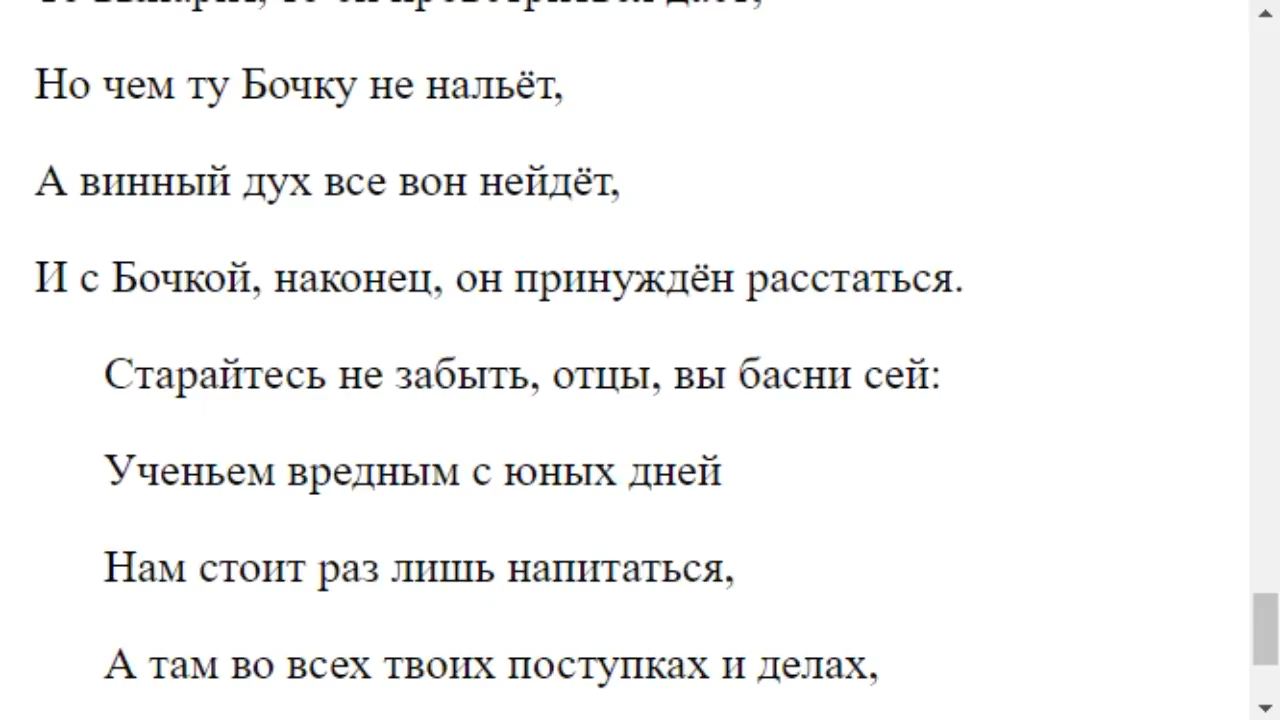 Но чем ту Бочку не нальёт,
А винный дух все вон нейдёт,
И с Бочкой, наконец, он принуждён расстаться.
Старайтесь не забыть, отцы, вы басни сей:
Ученьем вредным с юных дней
Нам стоит раз лишь напитаться,
А там во всех твоих поступках и делах,